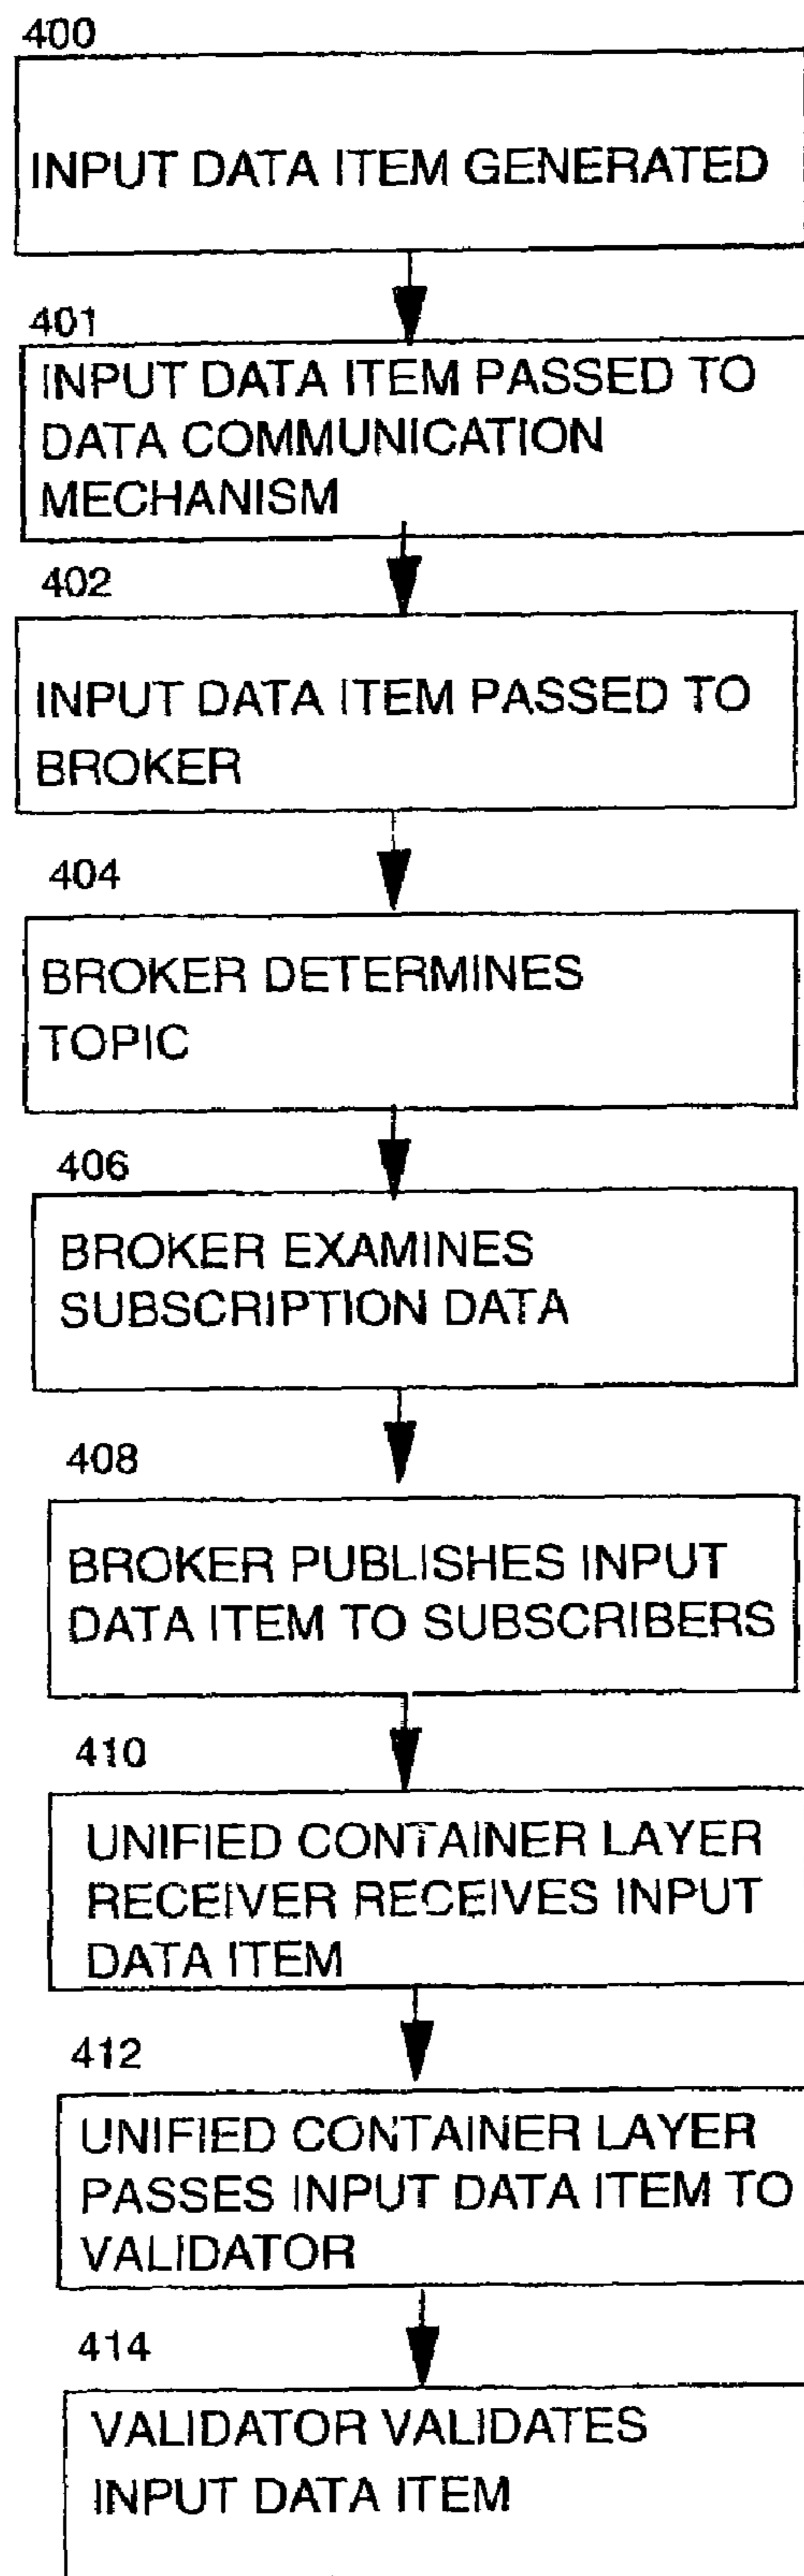 400
INPUT DATA ITEM GENERATED
401
INPUT DATA ITEM PASSED TO
DATA COMMUNICATION
MECHANISM
402
INPUT DATA ITEM PASSED TO
BROKER
404
BROKER DETERMINES
TOPIC
406
BROKER EXAMINES
SUBSCRIPTION DATA
408
BROKER PUBLISHES INPUT
DATA ITEM TO SUBSCRIBERS
410
UNIFIED CONTAINER LAYER
RECEIVER RECEIVES INPUT
DATA ITEM
412
UNIFIED CONTAINER LAYER
PASSES INPUT DATA ITEM TO
VALIDATOR
414
VALIDATOR VALIDATES
INPUT DATA ITEM